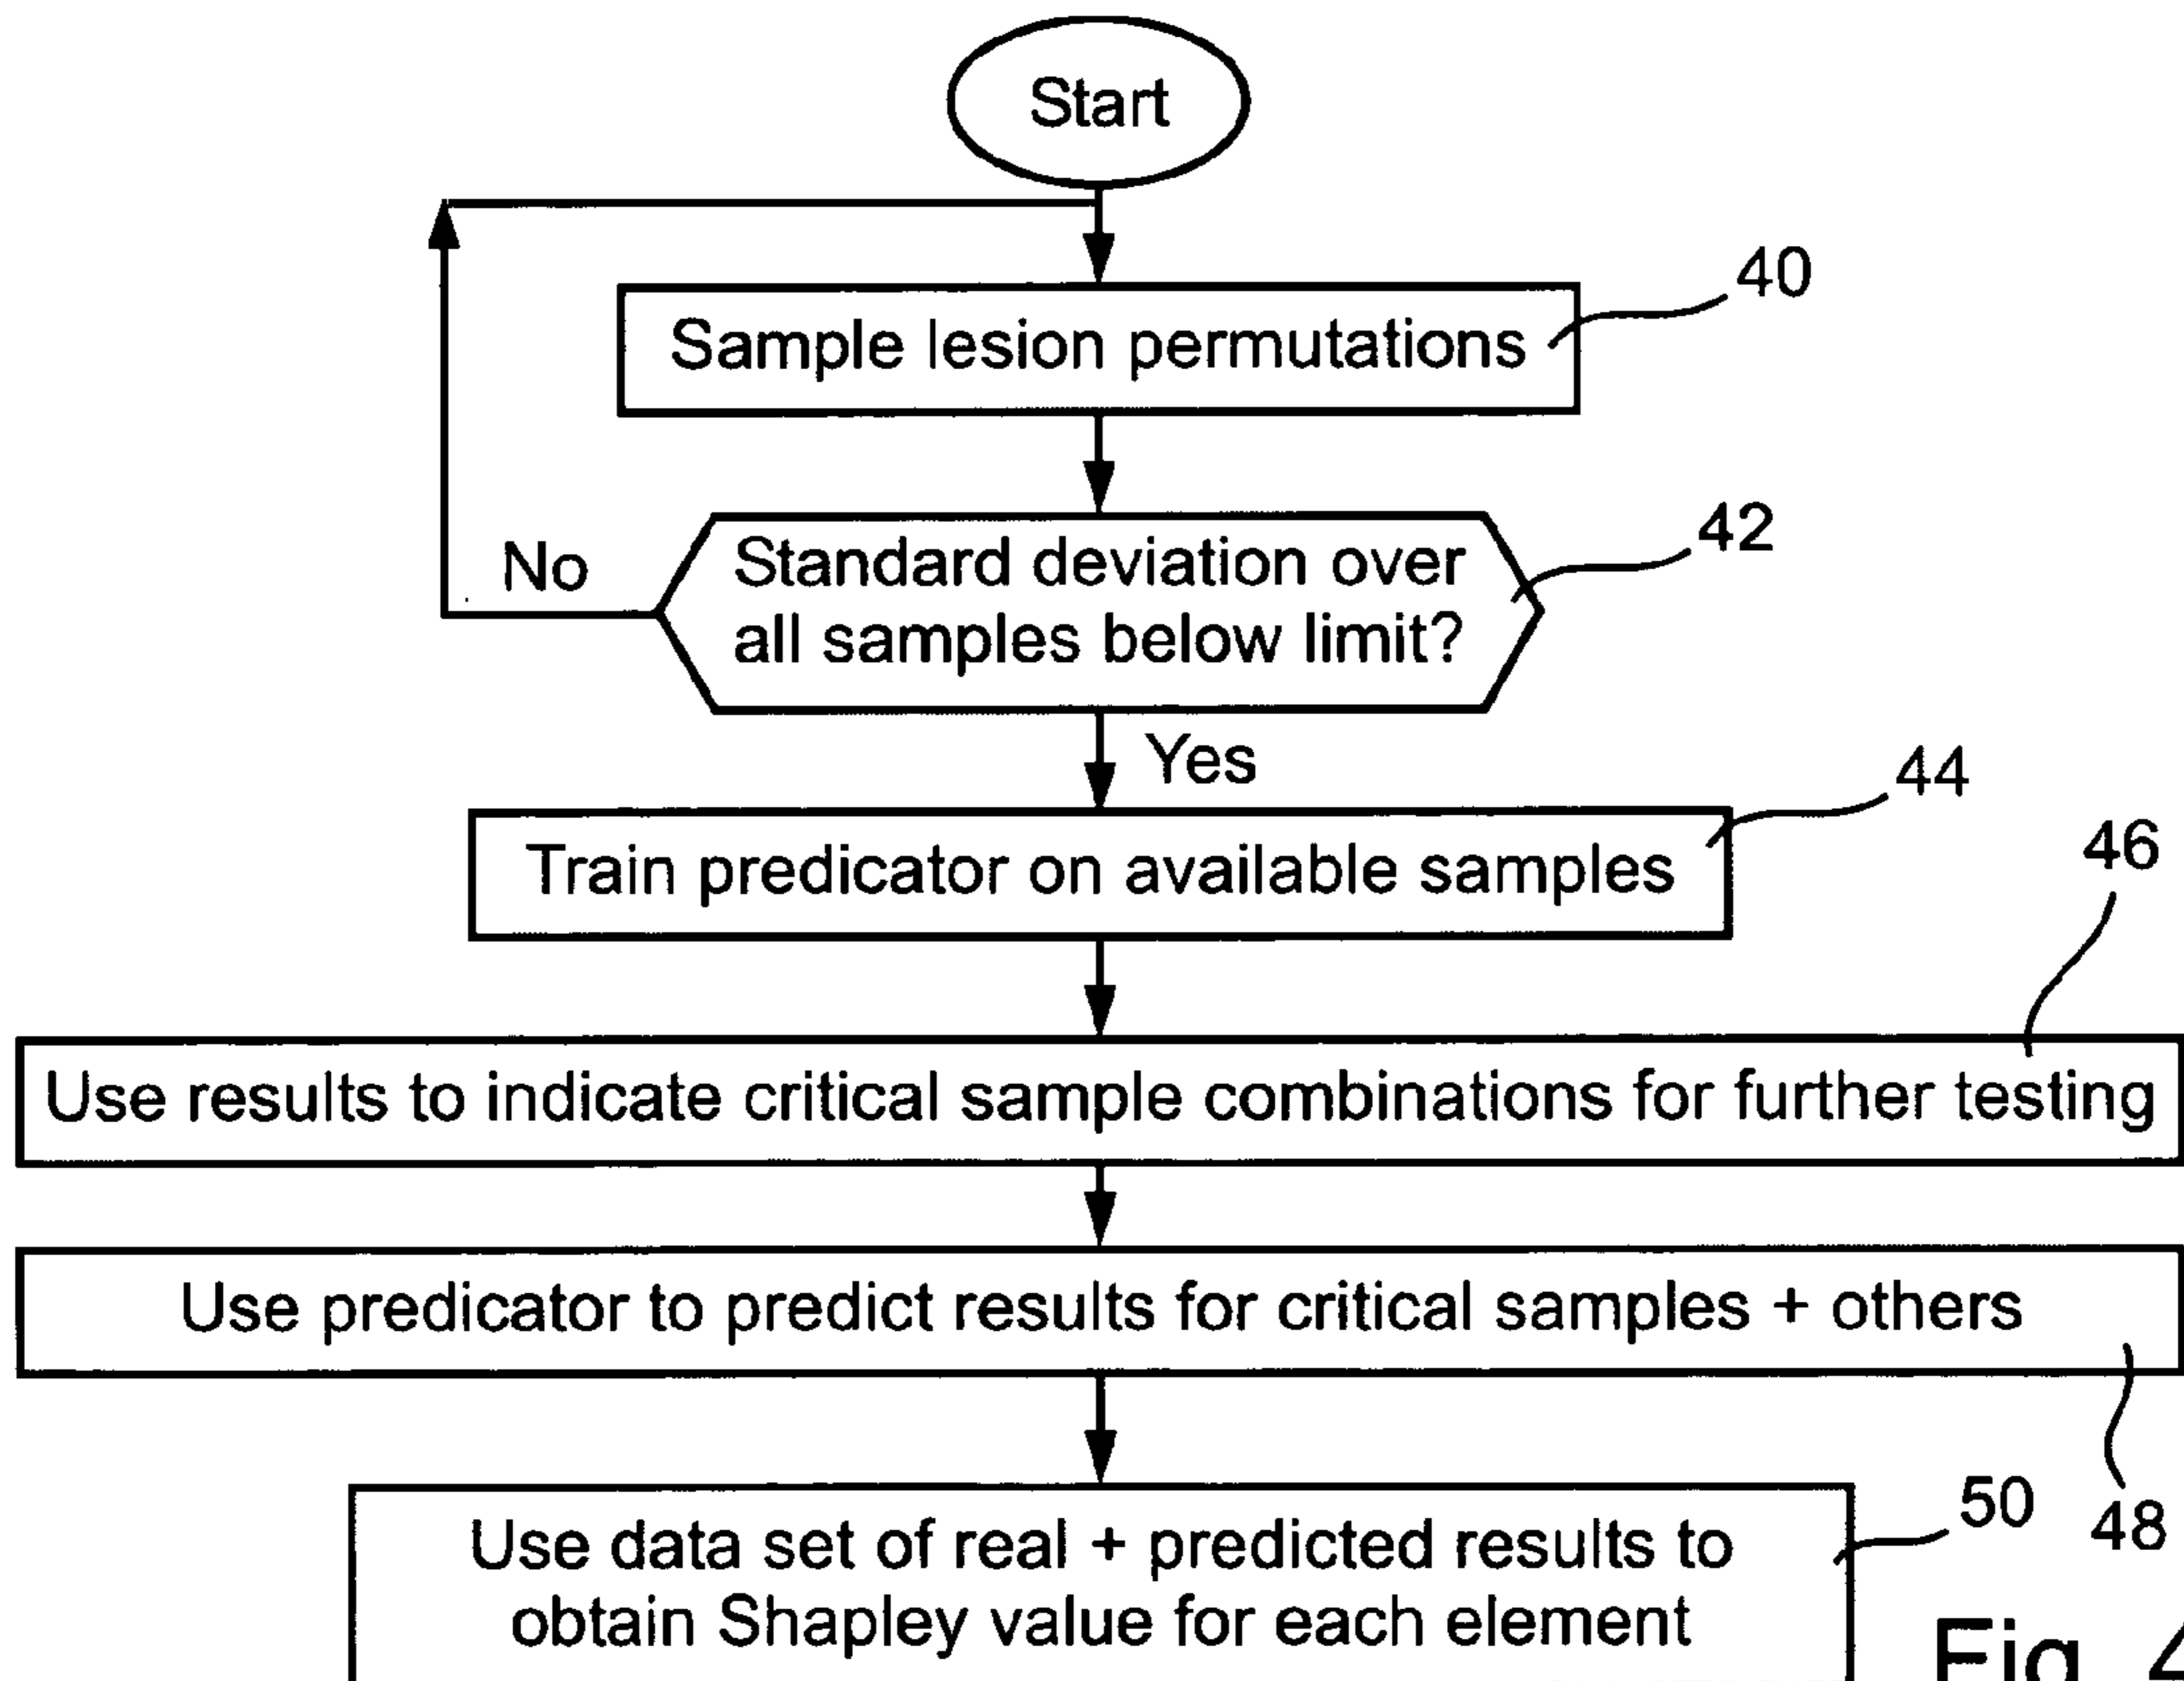 Start
40
Sample lesion permutations
42
No
Standard deviation over
all samples below limit?
Yes
44
Train predicator on available samples
46
Use results to indicate critical sample combinations for further testing
Use predicator to predict results for critical samples + others
48
50
Use data set of real + predicted results to
obtain Shapley value for each element
Fig. 4